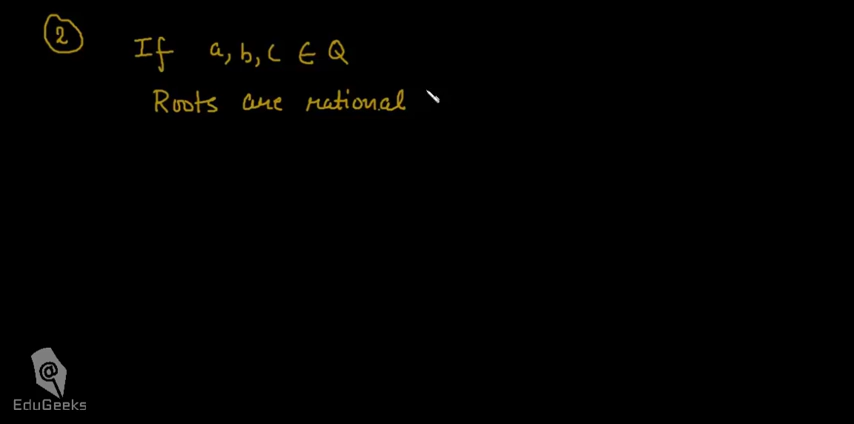 ② If a, b, c ∈ Q
Roots are rational
@
EduGeeks